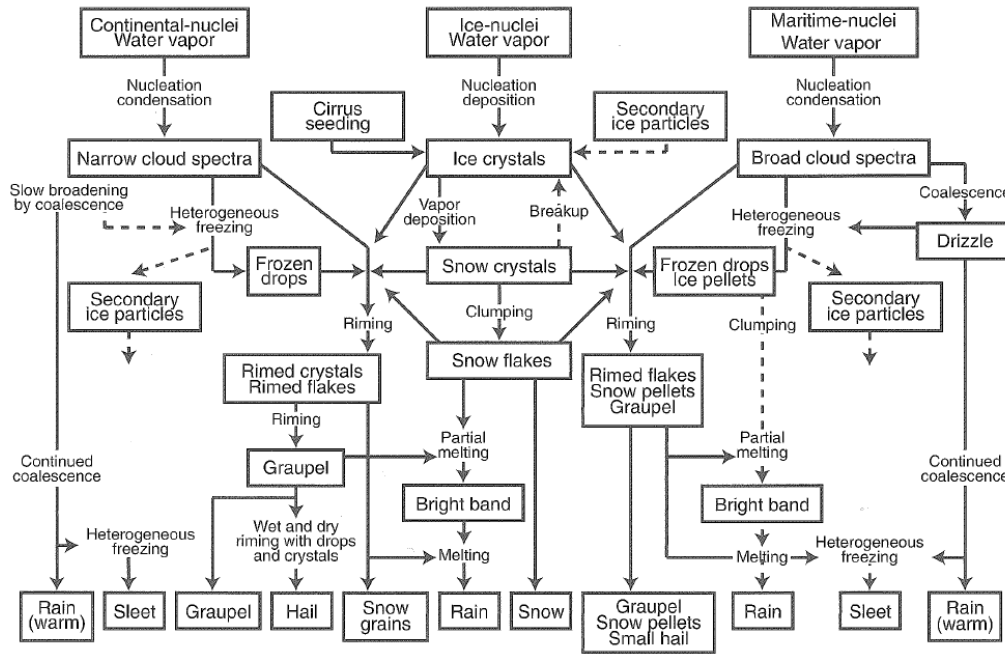 Continental-nuclei
Water vapor
Ice-nuclei
Water vapor
Maritime-nuclei
Water vapor
Nucleation
condensation
Nucleation
deposition
Nucleation
condensation
Cirrus
seeding
Secondary
ice particles
Narrow cloud spectra
Ice crystals
Broad cloud spectra
Slow broadening
by coalescence
Heterogeneous
freezing
Vapor
deposition
Breakup
Heterogeneous
freezing
Coalescence
Drizzle
Frozen
drops
Snow crystals
Frozen drops
Ice pellets
Secondary
ice particles
Riming
Clumping
Riming
Clumping
Secondary
ice particles
Rimed crystals
Rimed flakes
Snow flakes
Rimed flakes
Snow pellets
Graupel
Riming
Graupel
Partial
melting
Partial
melting
Continued
coalescence
Bright band
Bright band
Continued
coalescence
Heterogeneous
freezing
Wet and dry
riming with drops
and crystals
Melting
Melting
Heterogeneous
freezing
Rain
(warm)
Sleet
Graupel
Hail
Snow
grains
Rain
Snow
Graupel
Snow pellets
Small hail
Rain
Sleet
Rain
(warm)